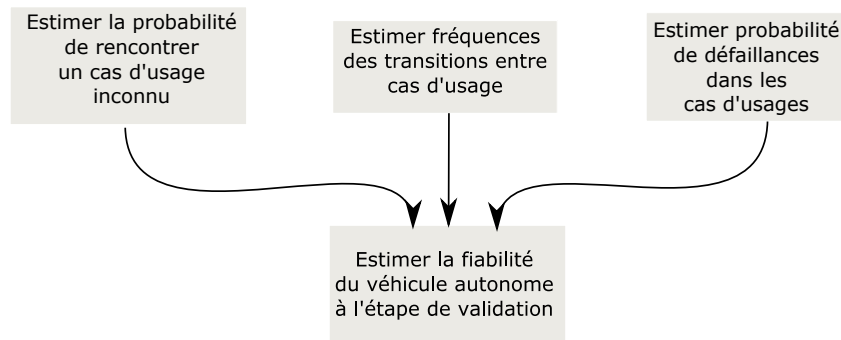 Estimer la probabilité
de rencontrer
un cas d'usage
inconnu
Estimer fréquences
des transitions entre
cas d'usage
Estimer probabilité
de défaillances
dans les
cas d'usages
Estimer la fiabilité
du véhicule autonome
à l'étape de validation